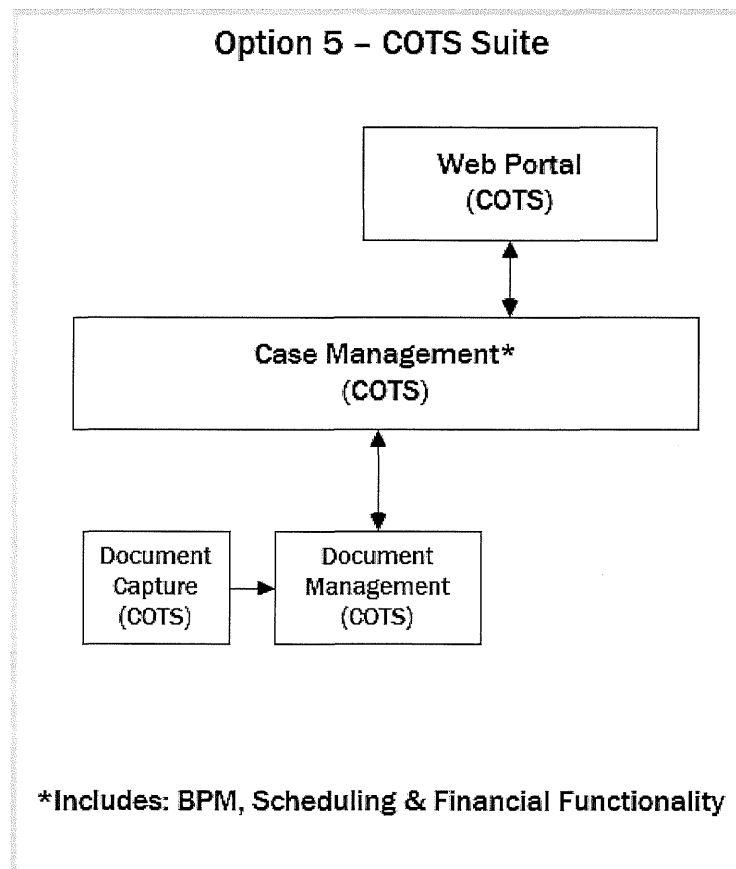 Option 5 – COTS Suite
Web Portal
(COTS)
Case Management*
(COTS)
Document
Capture
(COTS)
Document
Management
(COTS)
*Includes: BPM, Scheduling & Financial Functionality